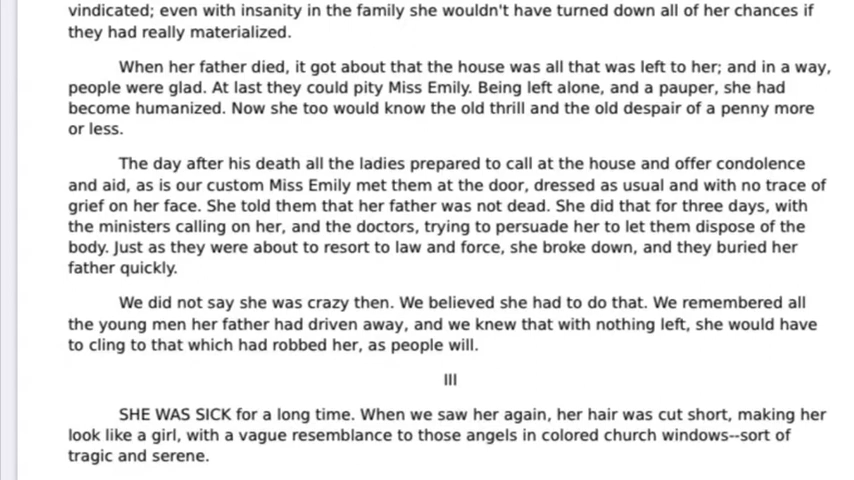 vindicated; even with insanity in the family she wouldn't have turned down all of her chances if
they had really materialized.
When her father died, it got about that the house was all that was left to her; and in a way,
people were glad. At last they could pity Miss Emily. Being left alone, and a pauper, she had
become humanized. Now she too would know the old thrill and the old despair of a penny more
or less.
The day after his death all the ladies prepared to call at the house and offer condolence
and aid, as is our custom Miss Emily met them at the door, dressed as usual and with no trace of
grief on her face. She told them that her father was not dead. She did that for three days, with
the ministers calling on her, and the doctors, trying to persuade her to let them dispose of the
body. Just as they were about to resort to law and force, she broke down, and they buried her
father quickly.
We did not say she was crazy then. We believed she had to do that. We remembered all
the young men her father had driven away, and we knew that with nothing left, she would have
to cling to that which had robbed her, as people will.
III
SHE WAS SICK for a long time. When we saw her again, her hair was cut short, making her
look like a girl, with a vague resemblance to those angels in colored church windows--sort of
tragic and serene.